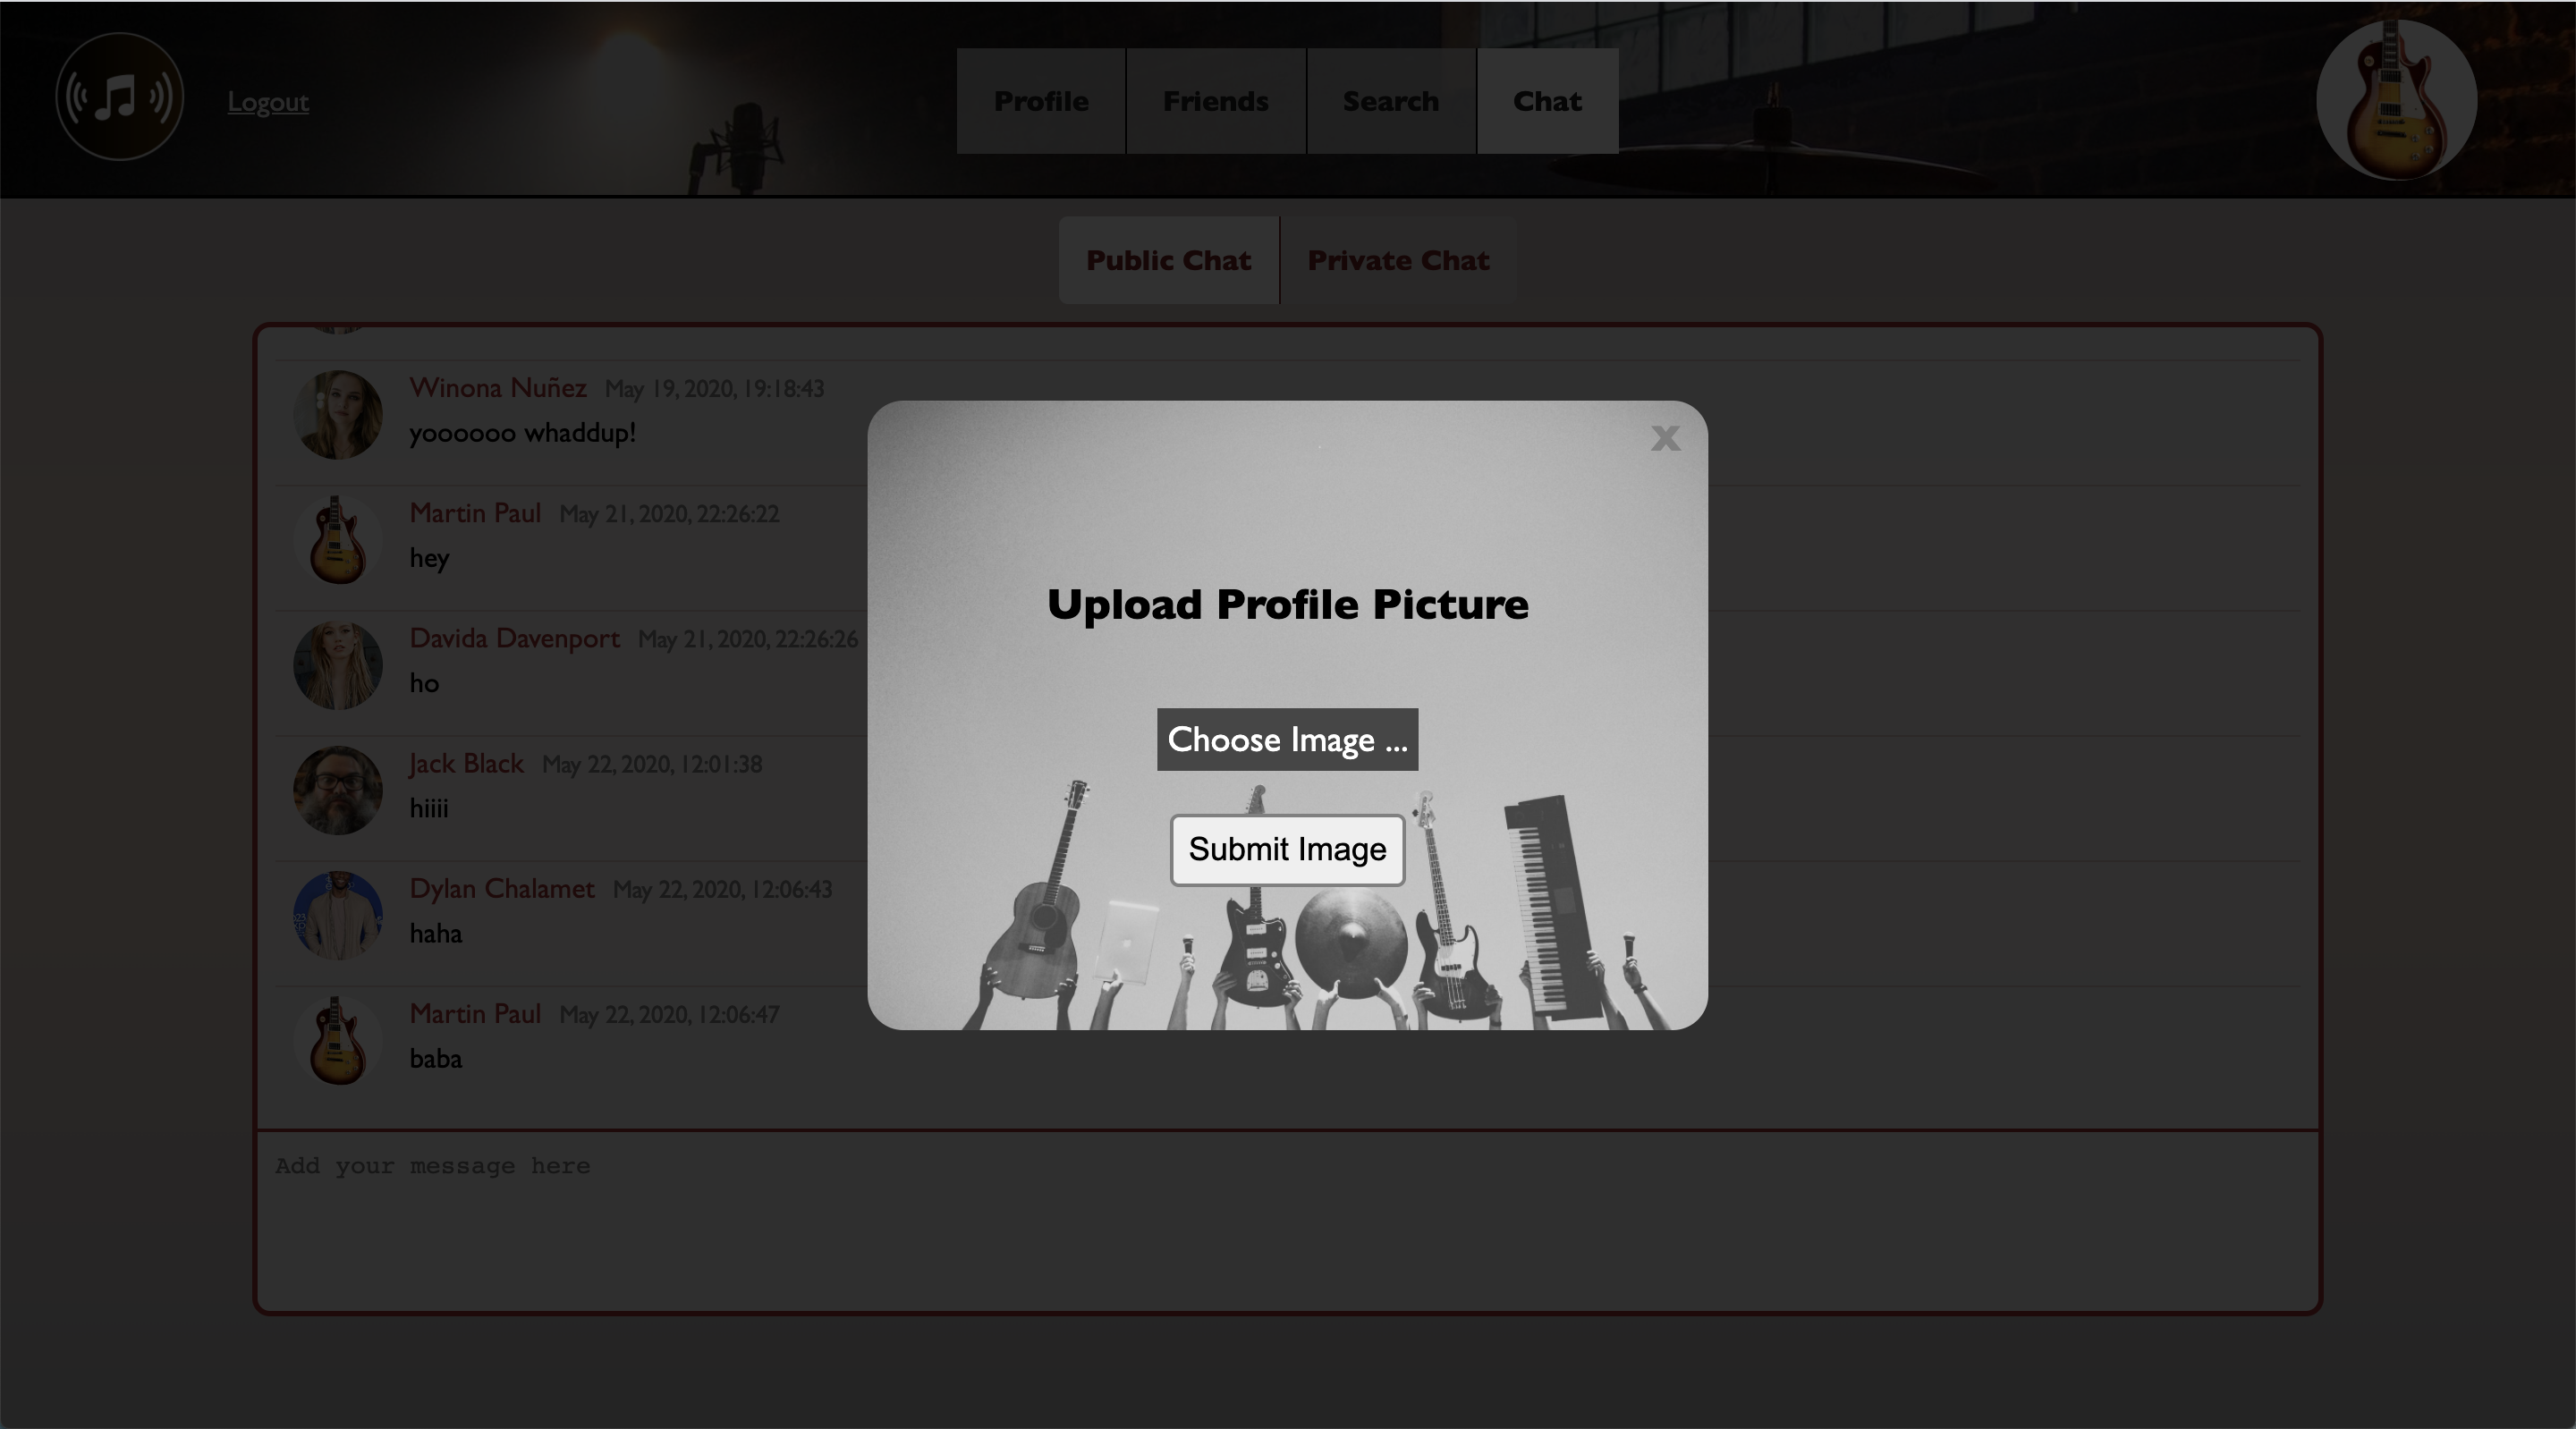 Logout
Profile
Friends
Search
Chat
Public Chat
Private Chat
Winona Nuñez May 19, 2020, 19:18:43
yoooooo whaddup!
Martin Paul May 21, 2020, 22:26:22
hey
Davida Davenport May 21, 2020, 22:26:26
ho
Jack Black May 22, 2020, 12:01:38
hiiii
Dylan Chalamet May 22, 2020, 12:06:43
haha
Martin Paul May 22, 2020, 12:06:47
baba
Add your message here
x
Upload Profile Picture
Choose Image ...
Submit Image